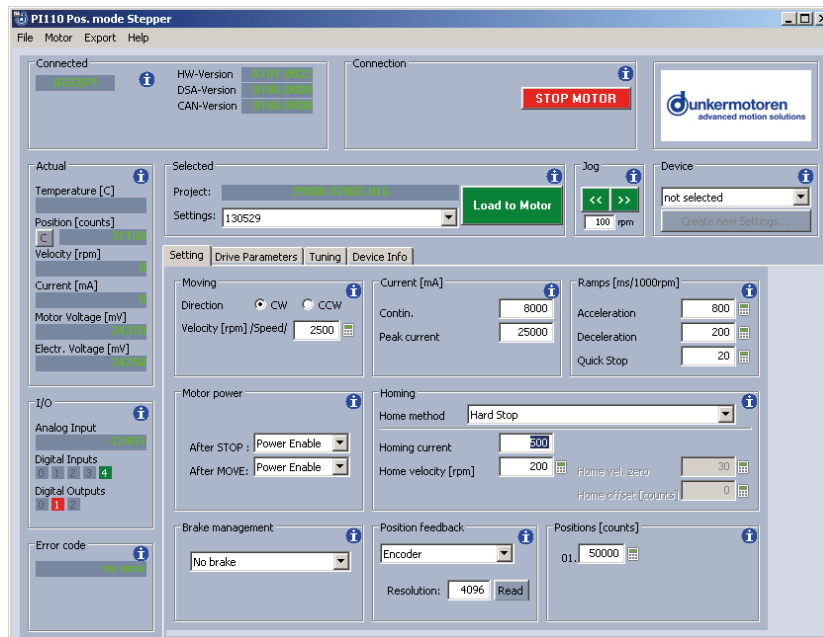 PI110 Pos. mode Stepper
File Motor Export Help
Connected
HW-Version
DSA-Version
CAN-Version
Connection
STOP MOTOR
dunkermotoren
advanced motion solutions
Actual
Temperature [C]
Position [counts]
C
Velocity [rpm]
0
Current [mA]
0
Motor Voltage [mV]
24370
Electr. Voltage [mV]
24250
I/O
Analog Input
12451
Digital Inputs
0 1 2 3 4
Digital Outputs
0 1 2
Error code
no error
Selected
Project:
Settings: 130529
Load to Motor
Jog
<< >>
100 rpm
Device
not selected
Create new Settings...
Setting Drive Parameters Tuning Device Info
Moving
Direction CW CCW
Velocity [rpm] /Speed/ 2500
Current [mA]
Contin. 8000
Peak current 25000
Ramps [ms/1000rpm]
Acceleration 800
Deceleration 200
Quick Stop 20
Motor power
After STOP : Power Enable
After MOVE: Power Enable
Homing
Home method Hard Stop
Homing current 500
Home velocity [rpm] 200
Home vel. zero 30
Home offset [counts] 0
Brake management
No brake
Position feedback
Encoder
Resolution: 4096 Read
Positions [counts]
01. 50000